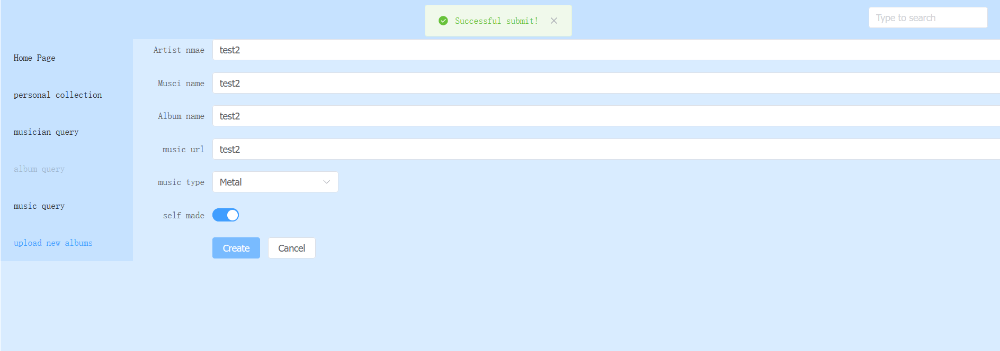 Successful submit!
Type to search
Home Page
personal collection
musician query
album query
music query
upload new albums
Artist nmae test2
Musci name test2
Album name test2
music url test2
music type Metal
self made
Create Cancel